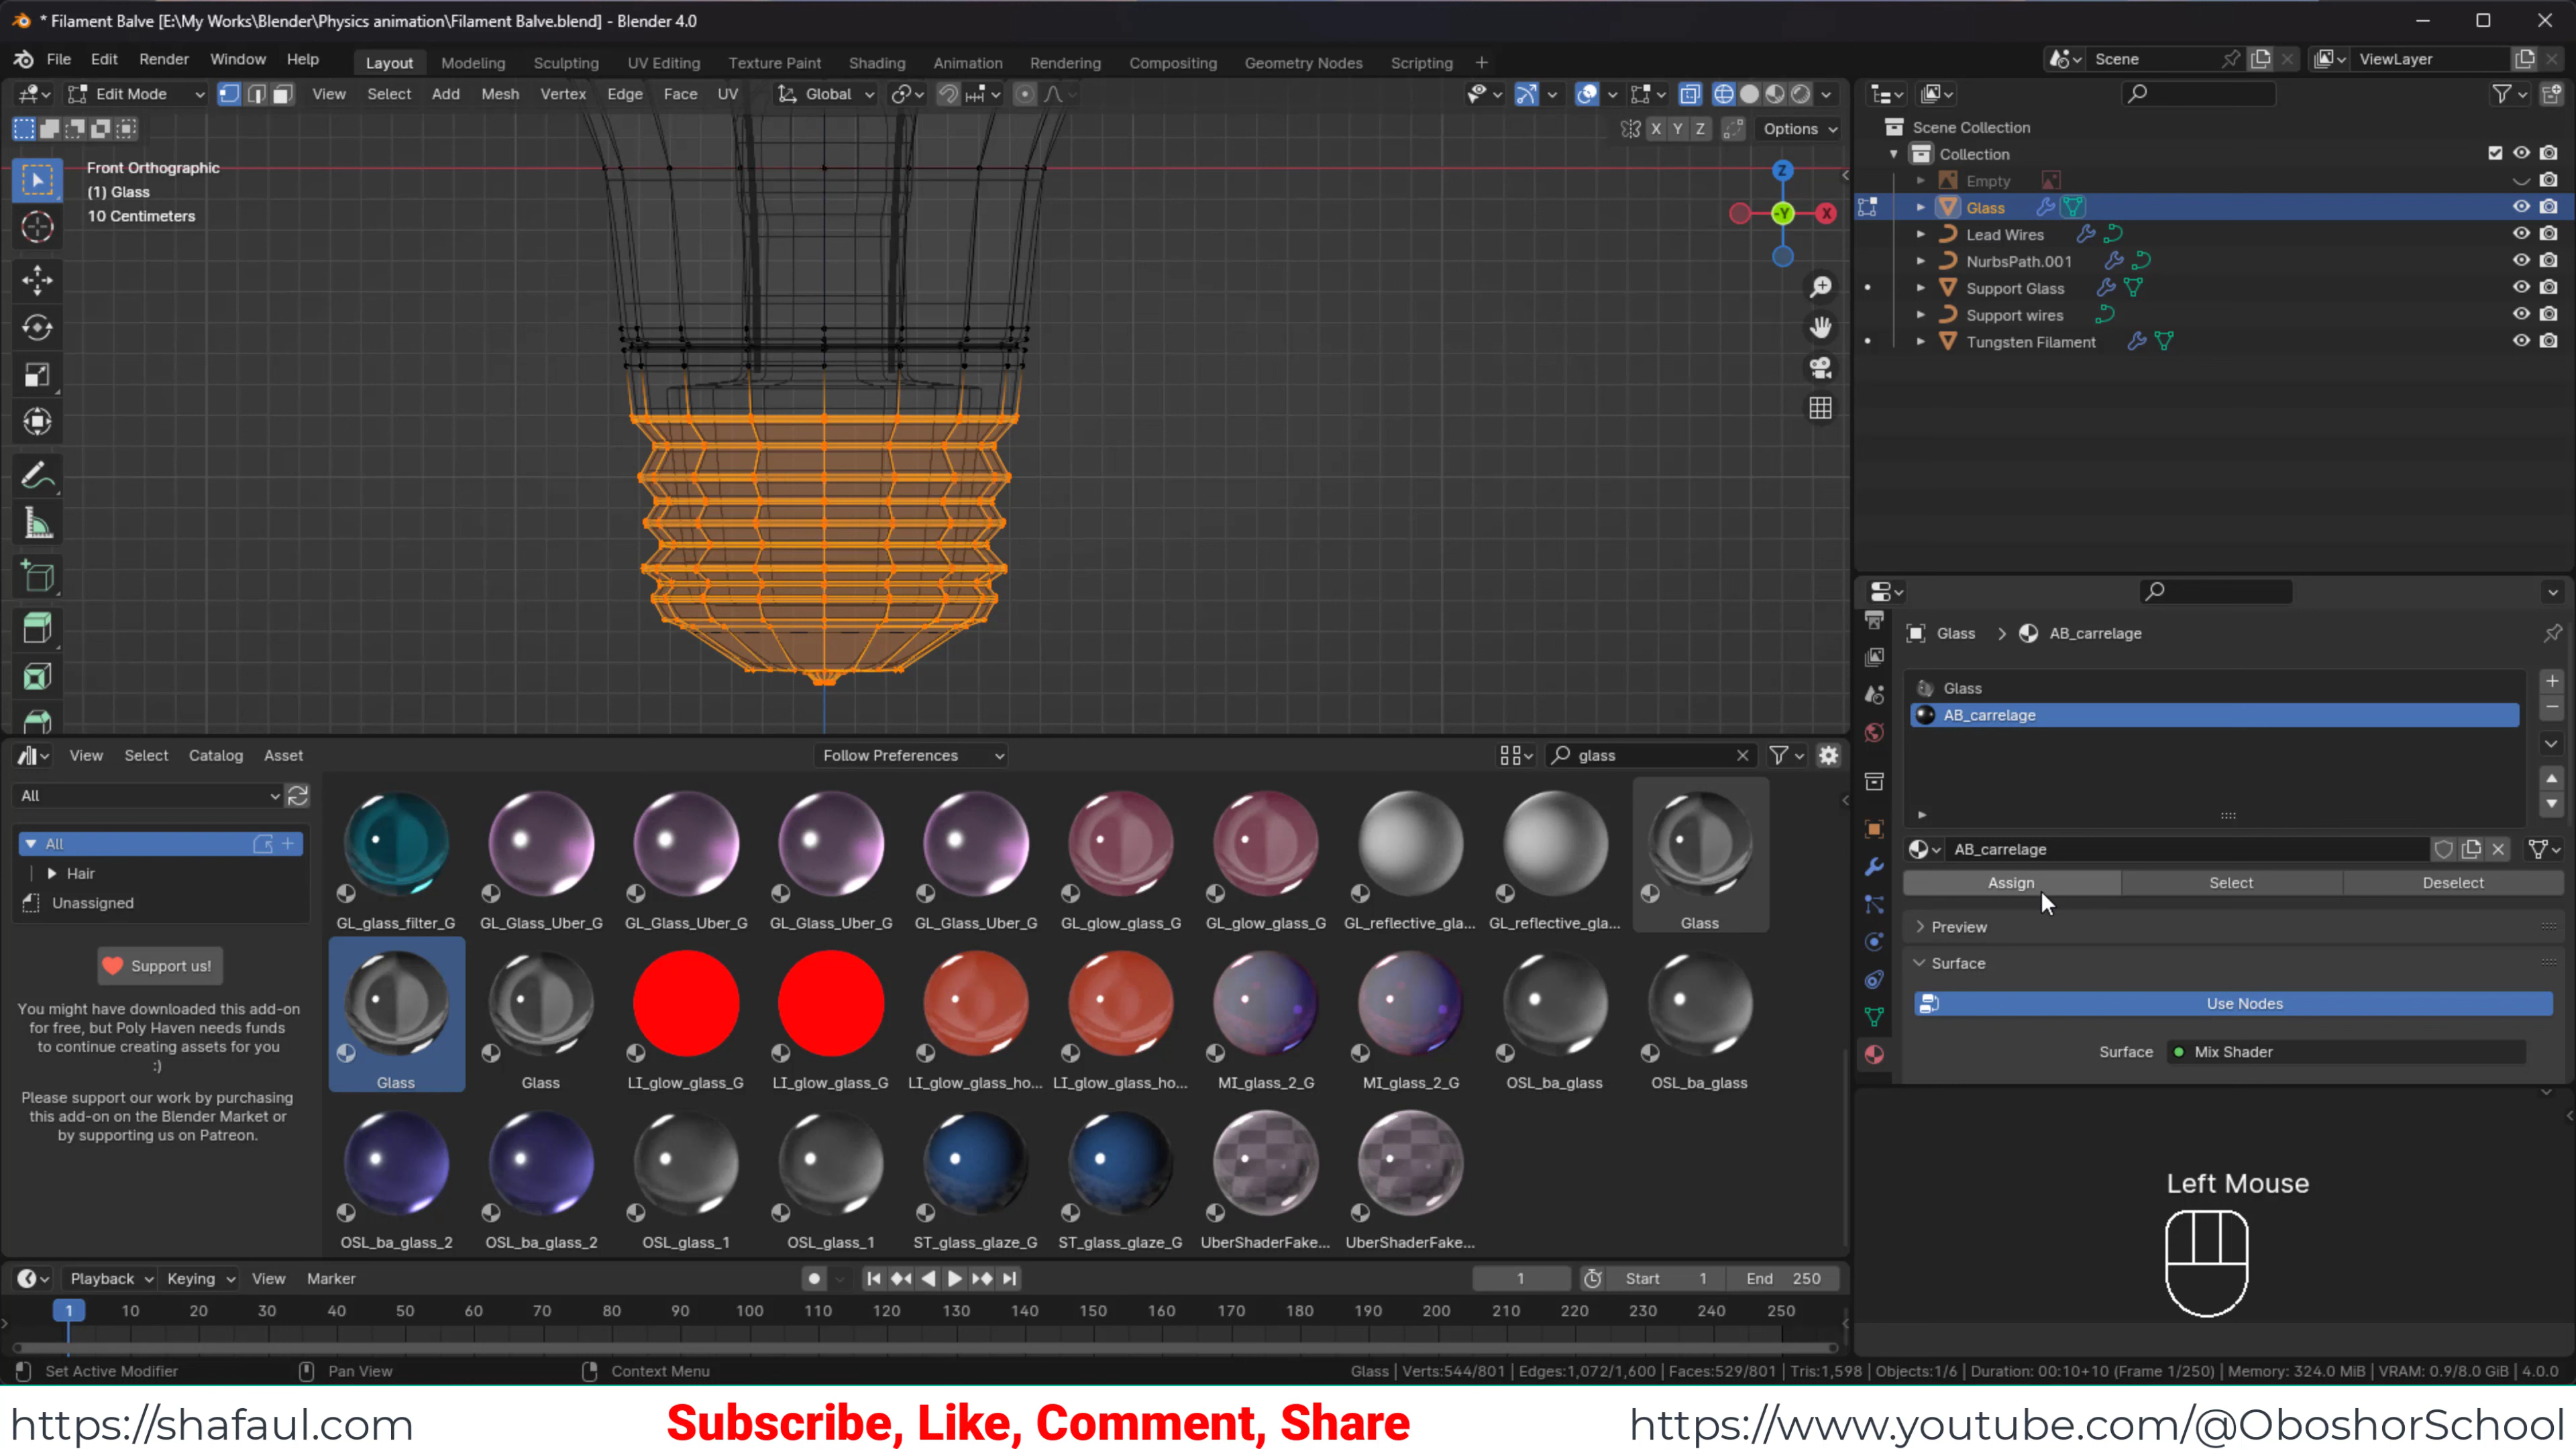 * Filament Balve [E:\My Works\Blender\Physics animation\Filament Balve.blend] - Blender 4.0
File Edit Render Window Help Layout Modeling Sculpting UV Editing Texture Paint Shading Animation Rendering Compositing Geometry Nodes Scripting + Scene ViewLayer
Edit Mode View Select Add Mesh Vertex Edge Face UV Global
X Y Z Options
Front Orthographic
(1) Glass
10 Centimeters
Z
-Y X
Scene Collection
Collection
Empty
Glass
Lead Wires
NurbsPath.001
Support Glass
Support wires
Tungsten Filament
Glass > AB_carrelage
Glass
AB_carrelage
AB_carrelage
Assign Select Deselect
Preview
Surface
Use Nodes
Surface Mix Shader
View Select Catalog Asset Follow Preferences glass
All
All
Hair
Unassigned
Support us!
You might have downloaded this add-on
for free, but Poly Haven needs funds
to continue creating assets for you
:)
Please support our work by purchasing
this add-on on the Blender Market or
by supporting us on Patreon.
GL_glass_filter_G GL_Glass_Uber_G GL_Glass_Uber_G GL_Glass_Uber_G GL_Glass_Uber_G GL_glow_glass_G GL_glow_glass_G GL_reflective_gla... GL_reflective_gla... Glass
Glass Glass LI_glow_glass_G LI_glow_glass_G LI_glow_glass_ho... LI_glow_glass_ho... MI_glass_2_G MI_glass_2_G OSL_ba_glass OSL_ba_glass
OSL_ba_glass_2 OSL_ba_glass_2 OSL_glass_1 OSL_glass_1 ST_glass_glaze_G ST_glass_glaze_G UberShaderFake... UberShaderFake...
Left Mouse
Playback Keying View Marker 1 Start 1 End 250
1 10 20 30 40 50 60 70 80 90 100 110 120 130 140 150 160 170 180 190 200 210 220 230 240 250
Set Active Modifier Pan View Context Menu Glass | Verts:544/801 | Edges:1,072/1,600 | Faces:529/801 | Tris:1,598 | Objects:1/6 | Duration: 00:10+10 (Frame 1/250) | Memory: 324.0 MiB | VRAM: 0.9/8.0 GiB | 4.0.0
https://shafaul.com Subscribe, Like, Comment, Share https://www.youtube.com/@OboshorSchool